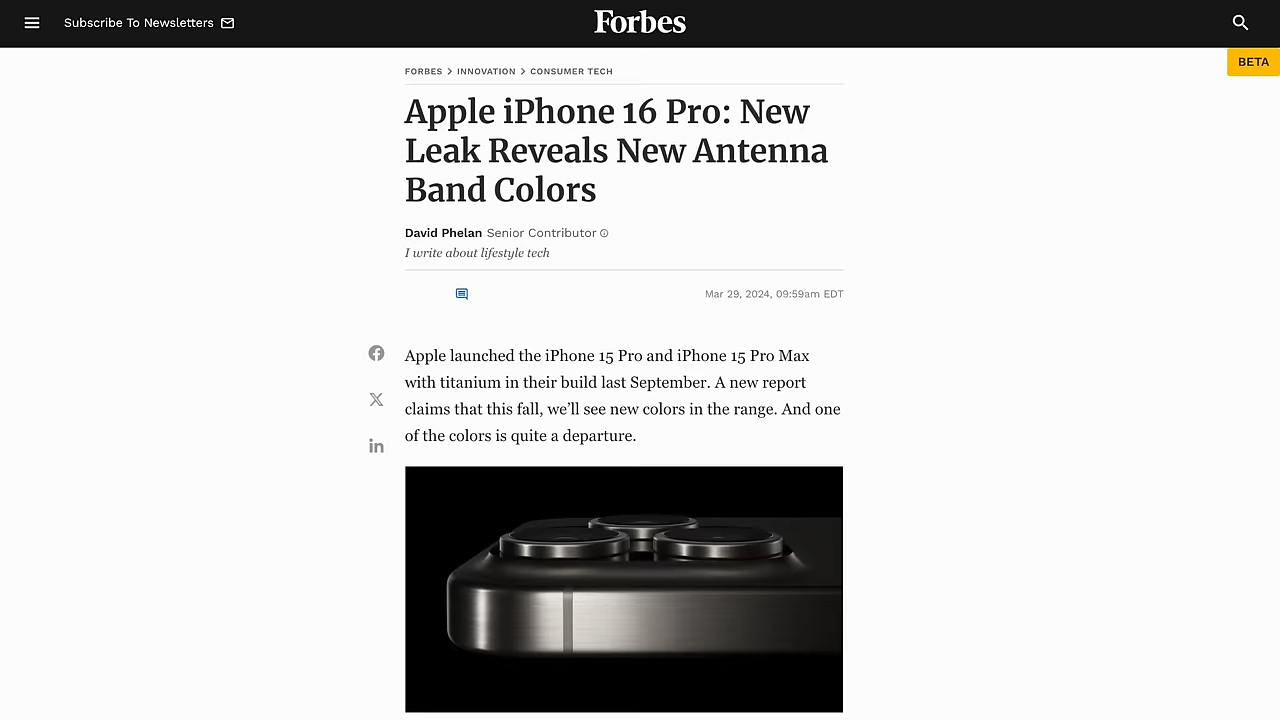 Subscribe To Newsletters
Forbes
BETA
FORBES > INNOVATION > CONSUMER TECH
Apple iPhone 16 Pro: New
Leak Reveals New Antenna
Band Colors
David Phelan Senior Contributor
I write about lifestyle tech
Mar 29, 2024, 09:59am EDT
Apple launched the iPhone 15 Pro and iPhone 15 Pro Max
with titanium in their build last September. A new report
claims that this fall, we’ll see new colors in the range. And one
of the colors is quite a departure.